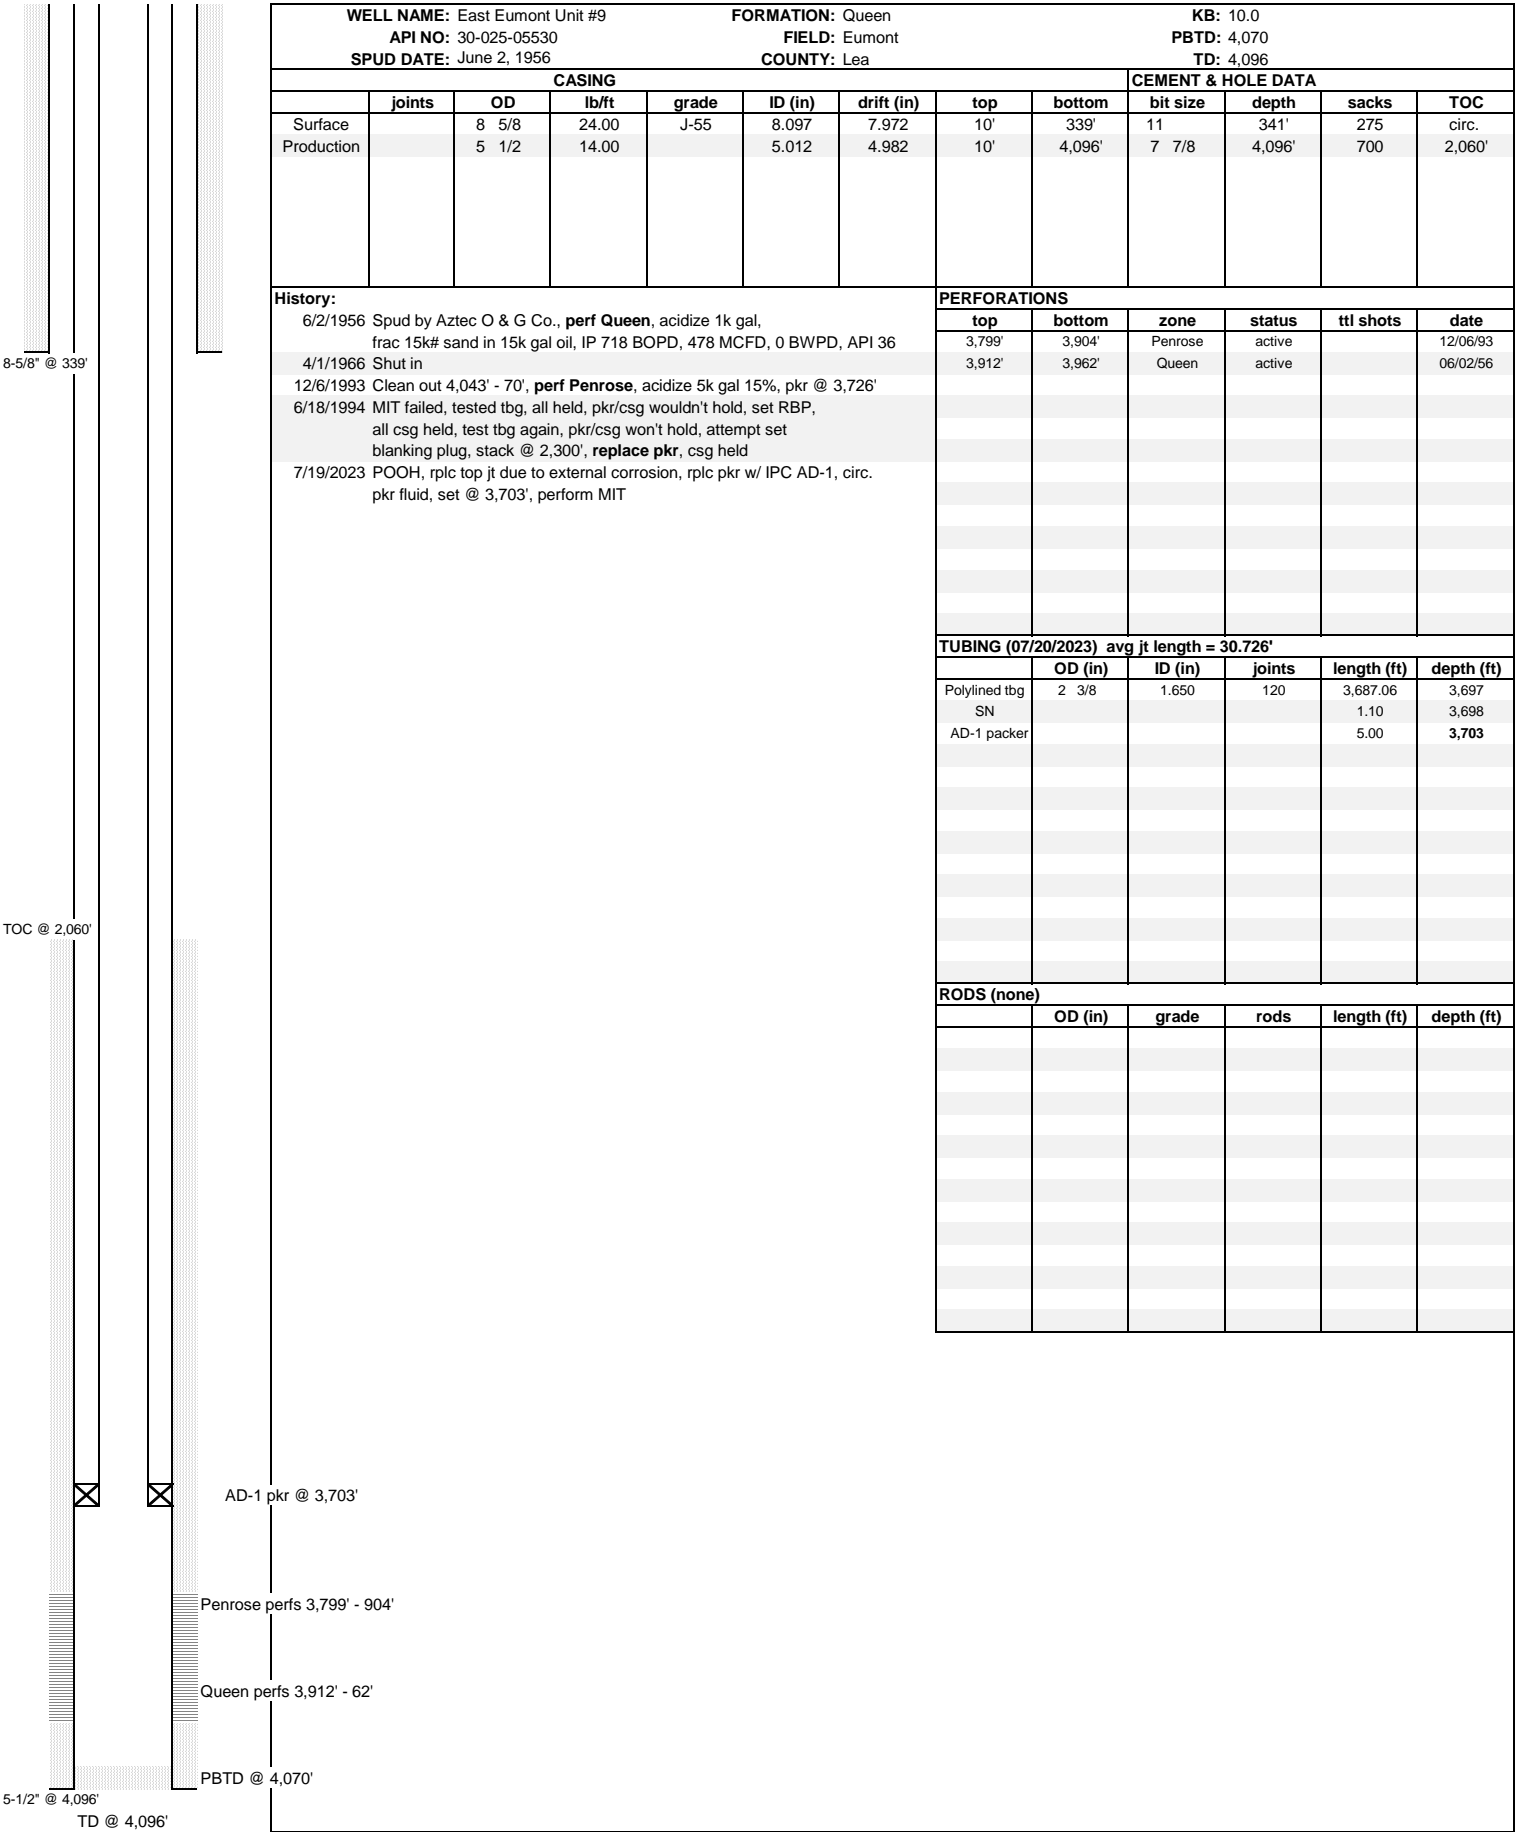 WELL NAME: East Eumont Unit #9 FORMATION: Queen KB: 10.0
API NO: 30-025-05530 FIELD: Eumont PBTD: 4,070
SPUD DATE: June 2, 1956 COUNTY: Lea TD: 4,096
CASING CEMENT & HOLE DATA
joints OD lb/ft grade ID (in) drift (in) top bottom bit size depth sacks TOC
Surface 8 5/8 24.00 J-55 8.097 7.972 10' 339' 11 341' 275 circ.
Production 5 1/2 14.00 5.012 4.982 10' 4,096' 7 7/8 4,096' 700 2,060'
History:
6/2/1956 Spud by Aztec O & G Co., perf Queen, acidize 1k gal,
frac 15k# sand in 15k gal oil, IP 718 BOPD, 478 MCFD, 0 BWPD, API 36
4/1/1966 Shut in
12/6/1993 Clean out 4,043' - 70', perf Penrose, acidize 5k gal 15%, pkr @ 3,726'
6/18/1994 MIT failed, tested tbg, all held, pkr/csg wouldn't hold, set RBP,
all csg held, test tbg again, pkr/csg won't hold, attempt set
blanking plug, stack @ 2,300', replace pkr, csg held
7/19/2023 POOH, rplc top jt due to external corrosion, rplc pkr w/ IPC AD-1, circ.
pkr fluid, set @ 3,703', perform MIT
PERFORATIONS
top bottom zone status ttl shots date
3,799' 3,904' Penrose active 12/06/93
3,912' 3,962' Queen active 06/02/56
TUBING (07/20/2023) avg jt length = 30.726'
OD (in) ID (in) joints length (ft) depth (ft)
Polylined tbg 2 3/8 1.650 120 3,687.06 3,697
SN 1.10 3,698
AD-1 packer 5.00 3,703
RODS (none)
OD (in) grade rods length (ft) depth (ft)
8-5/8" @ 339'
TOC @ 2,060'
AD-1 pkr @ 3,703'
Penrose perfs 3,799' - 904'
Queen perfs 3,912' - 62'
PBTD @ 4,070'
5-1/2" @ 4,096'
TD @ 4,096'